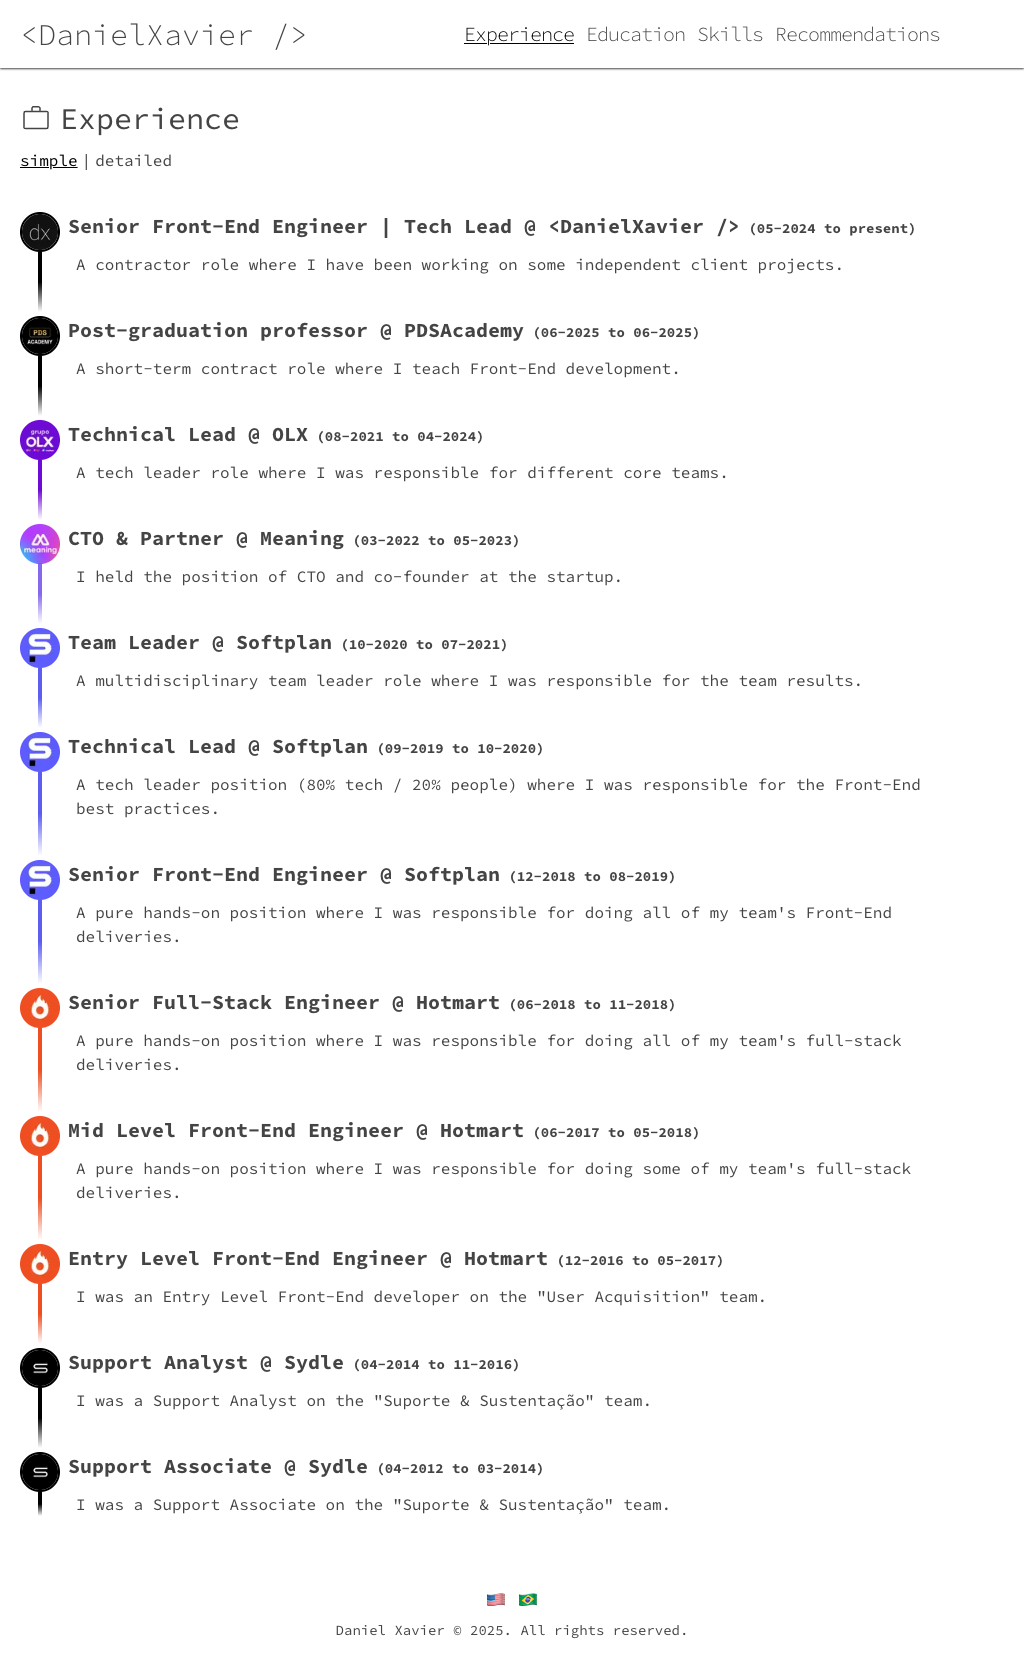 <DanielXavier />
Experience Education Skills Recommendations
Experience
simple | detailed
dx
Senior Front-End Engineer | Tech Lead @ <DanielXavier /> (05-2024 to present)
A contractor role where I have been working on some independent client projects.
PDS
ACADEMY
Post-graduation professor @ PDSAcademy (06-2025 to 06-2025)
A short-term contract role where I teach Front-End development.
grupo
OLX
Technical Lead @ OLX (08-2021 to 04-2024)
A tech leader role where I was responsible for different core teams.
meaning
CTO & Partner @ Meaning (03-2022 to 05-2023)
I held the position of CTO and co-founder at the startup.
Team Leader @ Softplan (10-2020 to 07-2021)
A multidisciplinary team leader role where I was responsible for the team results.
Technical Lead @ Softplan (09-2019 to 10-2020)
A tech leader position (80% tech / 20% people) where I was responsible for the Front-End
best practices.
Senior Front-End Engineer @ Softplan (12-2018 to 08-2019)
A pure hands-on position where I was responsible for doing all of my team's Front-End
deliveries.
Senior Full-Stack Engineer @ Hotmart (06-2018 to 11-2018)
A pure hands-on position where I was responsible for doing all of my team's full-stack
deliveries.
Mid Level Front-End Engineer @ Hotmart (06-2017 to 05-2018)
A pure hands-on position where I was responsible for doing some of my team's full-stack
deliveries.
Entry Level Front-End Engineer @ Hotmart (12-2016 to 05-2017)
I was an Entry Level Front-End developer on the "User Acquisition" team.
Support Analyst @ Sydle (04-2014 to 11-2016)
I was a Support Analyst on the "Suporte & Sustentação" team.
Support Associate @ Sydle (04-2012 to 03-2014)
I was a Support Associate on the "Suporte & Sustentação" team.
Daniel Xavier © 2025. All rights reserved.